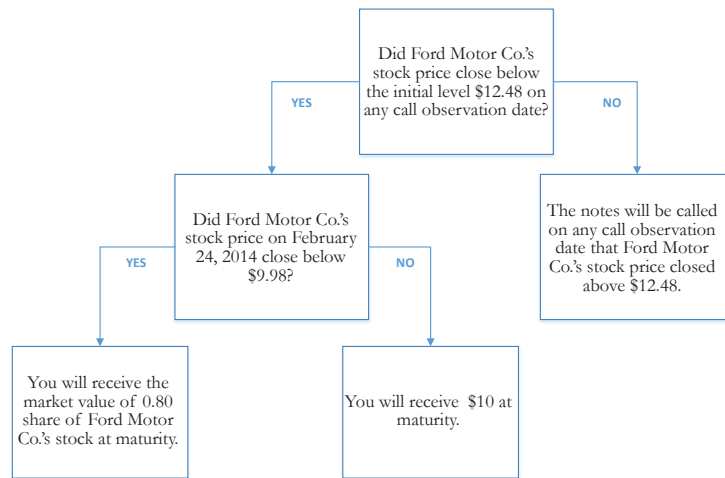 Did Ford Motor Co.'s
stock price close below
the initial level $12.48 on
any call observation date?
YES
NO
Did Ford Motor Co.'s
stock price on February
24, 2014 close below
$9.98?
The notes will be called
on any call observation
date that Ford Motor
Co.'s stock price closed
above $12.48.
YES
NO
You will receive the
market value of 0.80
share of Ford Motor
Co.'s stock at maturity.
You will receive $10 at
maturity.